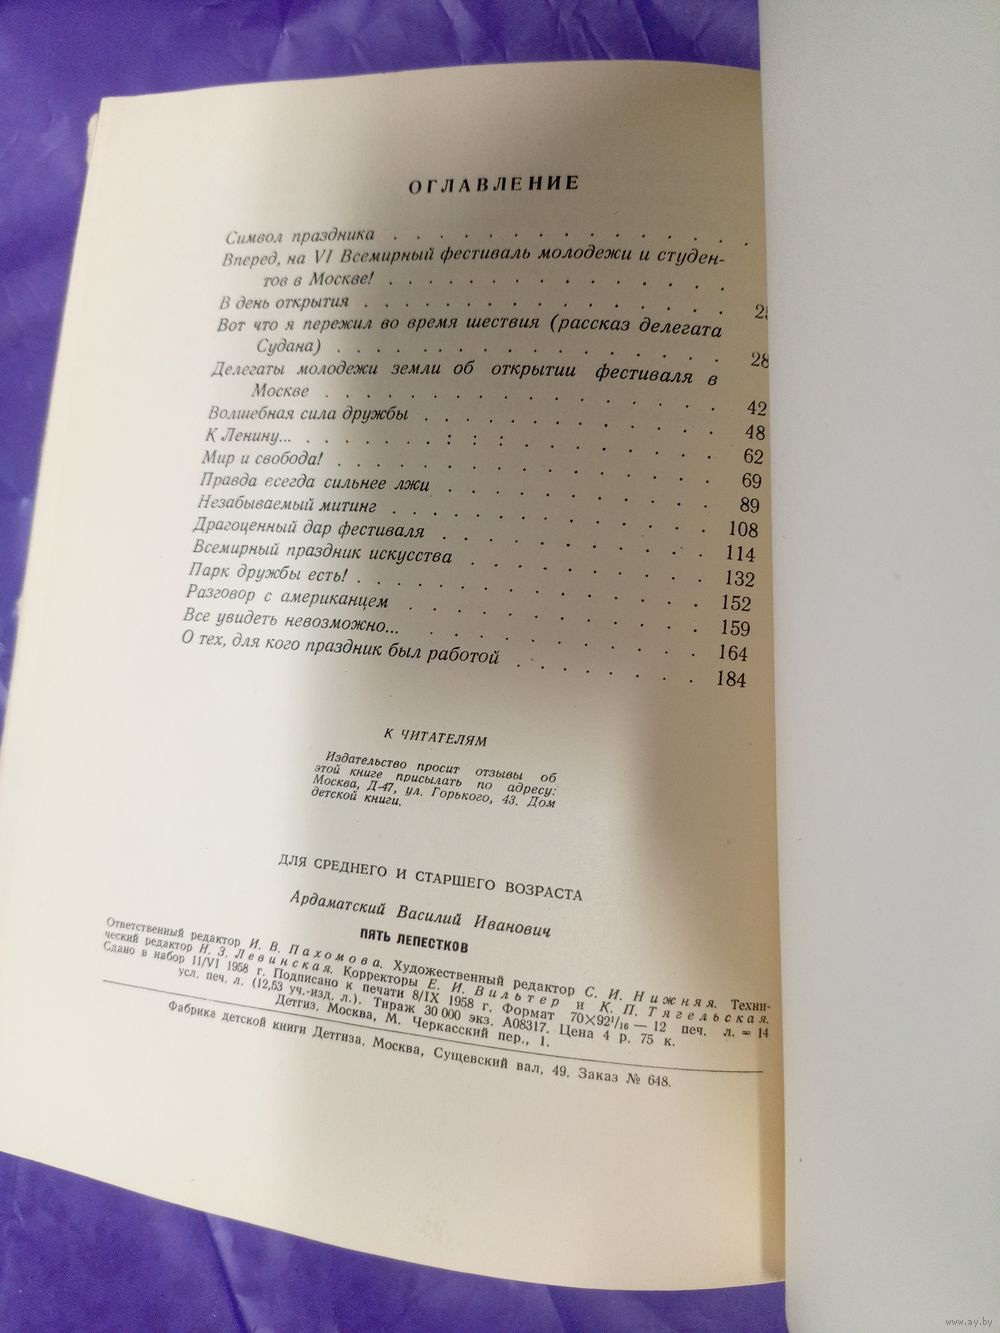 ОГЛАВЛЕНИЕ
Символ праздника . . . . . . . . . . . . . .
Вперед, на VI Всемирный фестиваль молодежи и студен-
тов в Москве! . . . . . . . . . . . . .
В день открытия . . . . . . . . . . . . . .
Вот что я пережил во время шествия (рассказ делегата
Судана) . . . . . . . . . . . . . . . 28
Делегаты молодежи земли об открытии фестиваля в
Москве . . . . . . . . . . . . . . . 42
Волшебная сила дружбы . . . . . . . . . . . 48
К Ленину... . . . . . . : : : . . . . . . . 62
Мир и свобода! . . . . . . . . . . . . . . 69
Правда всегда сильнее лжи . . . . . . . . . . 89
Незабываемый митинг . . . . . . . . . . . . 108
Драгоценный дар фестиваля . . . . . . . . . . 114
Всемирный праздник искусства . . . . . . . . . 132
Парк дружбы есть! . . . . . . . . . . . . . 152
Разговор с американцем . . . . . . . . . . . 159
Все увидеть невозможно... . . . . . . . . . . 164
О тех, для кого праздник был работой . . . . . . . 184
К ЧИТАТЕЛЯМ
Издательство просит отзывы об
этой книге присылать по адресу:
Москва, Д-47, ул. Горького, 43. Дом
детской книги.
ДЛЯ СРЕДНЕГО И СТАРШЕГО ВОЗРАСТА
Ардаматский Василий Иванович
ПЯТЬ ЛЕПЕСТКОВ
Ответственный редактор И. В. Пахомова. Художественный редактор С. И. Нижняя. Техни-
ческий редактор Н. З. Левинская. Корректоры Е. И. Вильтер и К. П. Тягельская.
Сдано в набор 11/VI 1958 г. Подписано к печати 8/IX 1958 г. Формат 70×92¹/₁₆ — 12 печ. л. = 14
усл. печ. л. (12,53 уч.-изд. л.). Тираж 30 000 экз. А08317. Цена 4 р. 75 к.
Детгиз. Москва, М. Черкасский пер., 1.
Фабрика детской книги Детгиза. Москва, Сущевский вал, 49. Заказ № 648.
www.ay.by